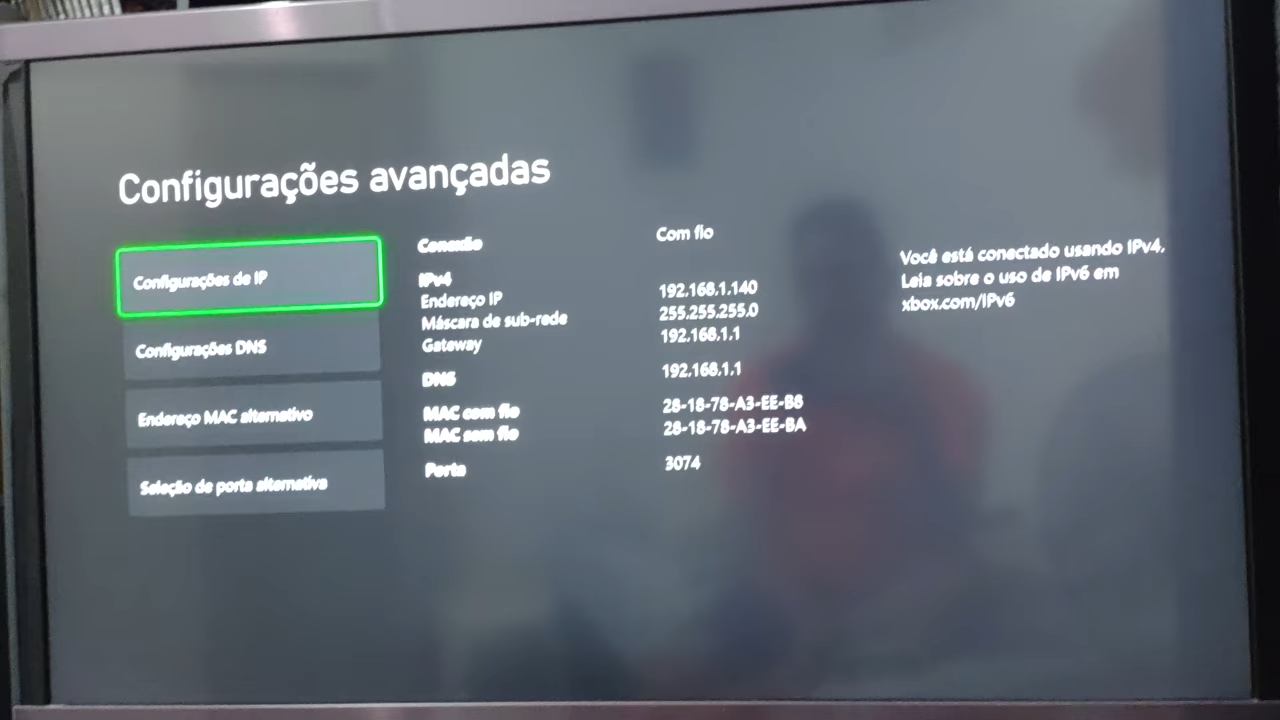 Configurações avançadas
Configurações de IP
Configurações DNS
Endereço MAC alternativo
Seleção de porta alternativa
Conexão Com fio
IPv4
Endereço IP 192.168.1.140
Máscara de sub-rede 255.255.255.0
Gateway 192.168.1.1
DNS 192.168.1.1
MAC com fio 28-18-78-A3-EE-B8
MAC sem fio 28-18-78-A3-EE-BA
Porta 3074
Você está conectado usando IPv4.
Leia sobre o uso de IPv6 em
xbox.com/IPv6